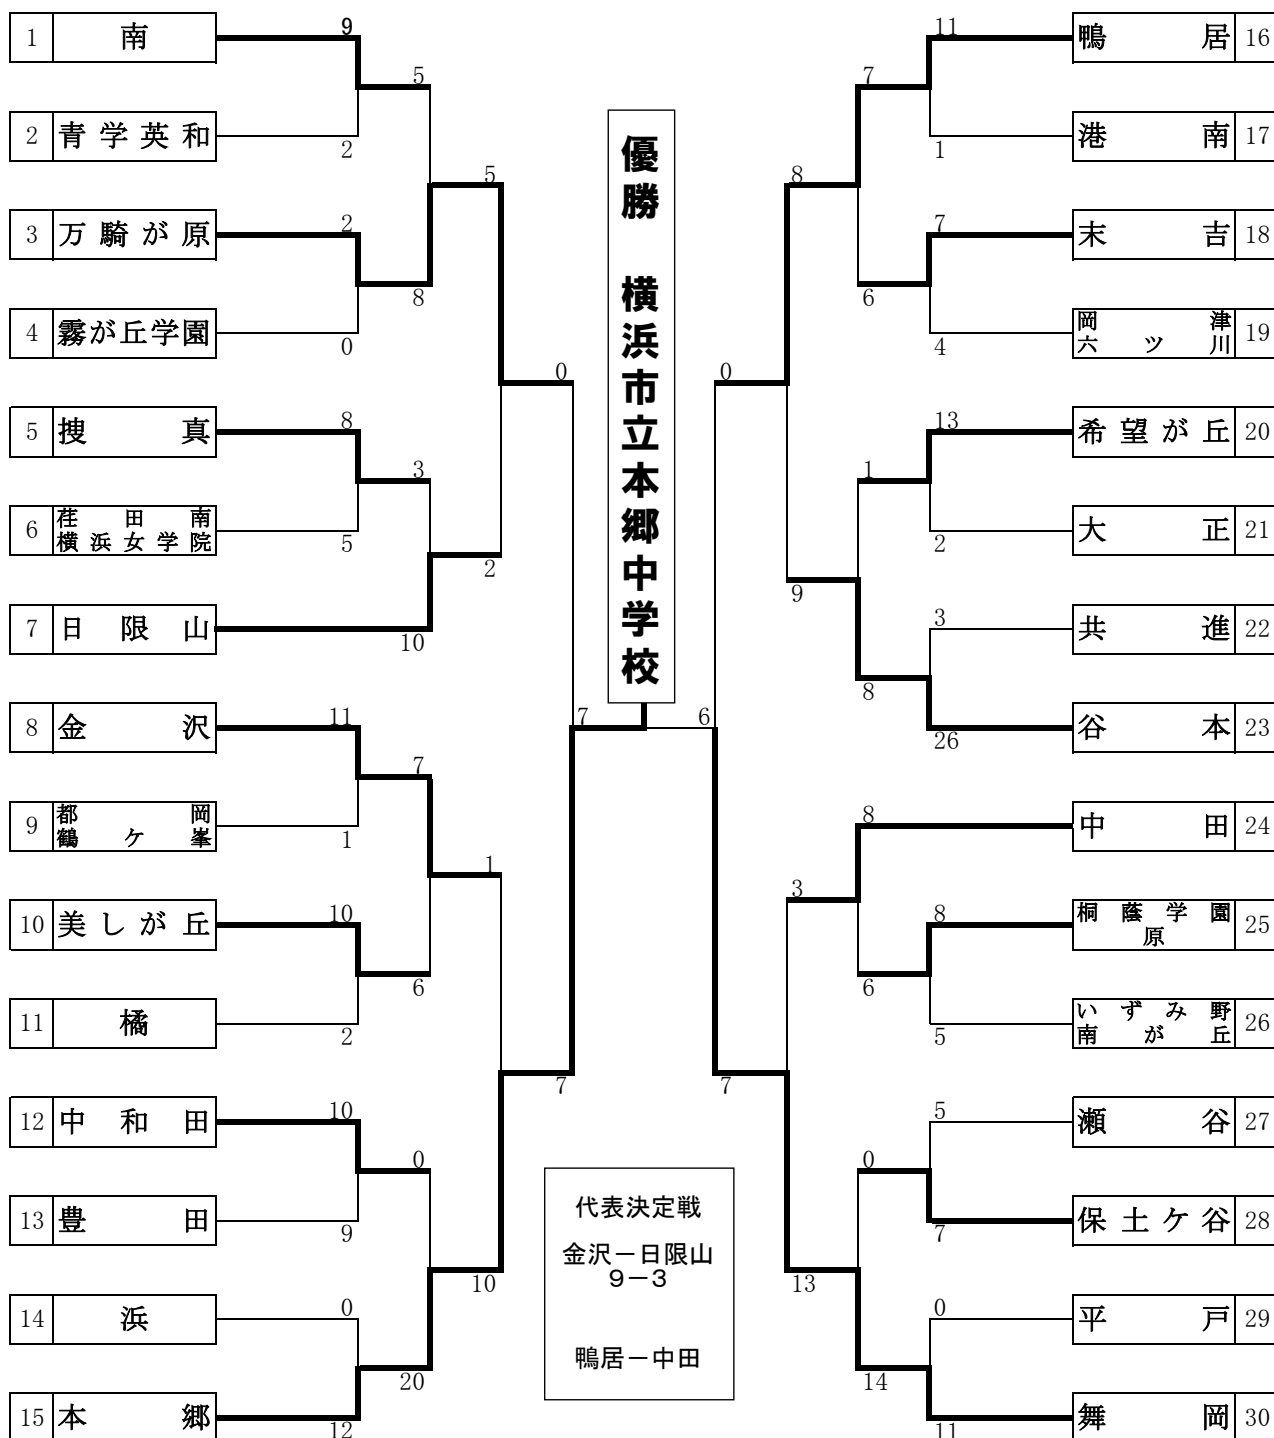 1 南
2 青学英和
3 万騎が原
4 霧が丘学園
5 捜真
6 荏田南
横浜女学院
7 日限山
8 金沢
9 都岡
鶴ケ峯
10 美しが丘
11 橘
12 中和田
13 豊田
14 浜
15 本郷
9
2
2
0
8
5
11
1
10
2
10
9
0
12
5
8
3
10
7
6
0
20
5
2
1
10
0
7
7
優勝 横浜市立本郷中学校
代表決定戦
金沢－日限山
９－３
鴨居－中田
6
0
7
8
9
3
13
7
6
1
8
8
6
0
14
11
1
7
4
13
2
3
26
8
5
5
7
0
11
鴨居 16
港南 17
末吉 18
岡津
六ツ川 19
希望が丘 20
大正 21
共進 22
谷本 23
中田 24
桐蔭学園
原 25
いずみ野
南が丘 26
瀬谷 27
保土ケ谷 28
平戸 29
舞岡 30